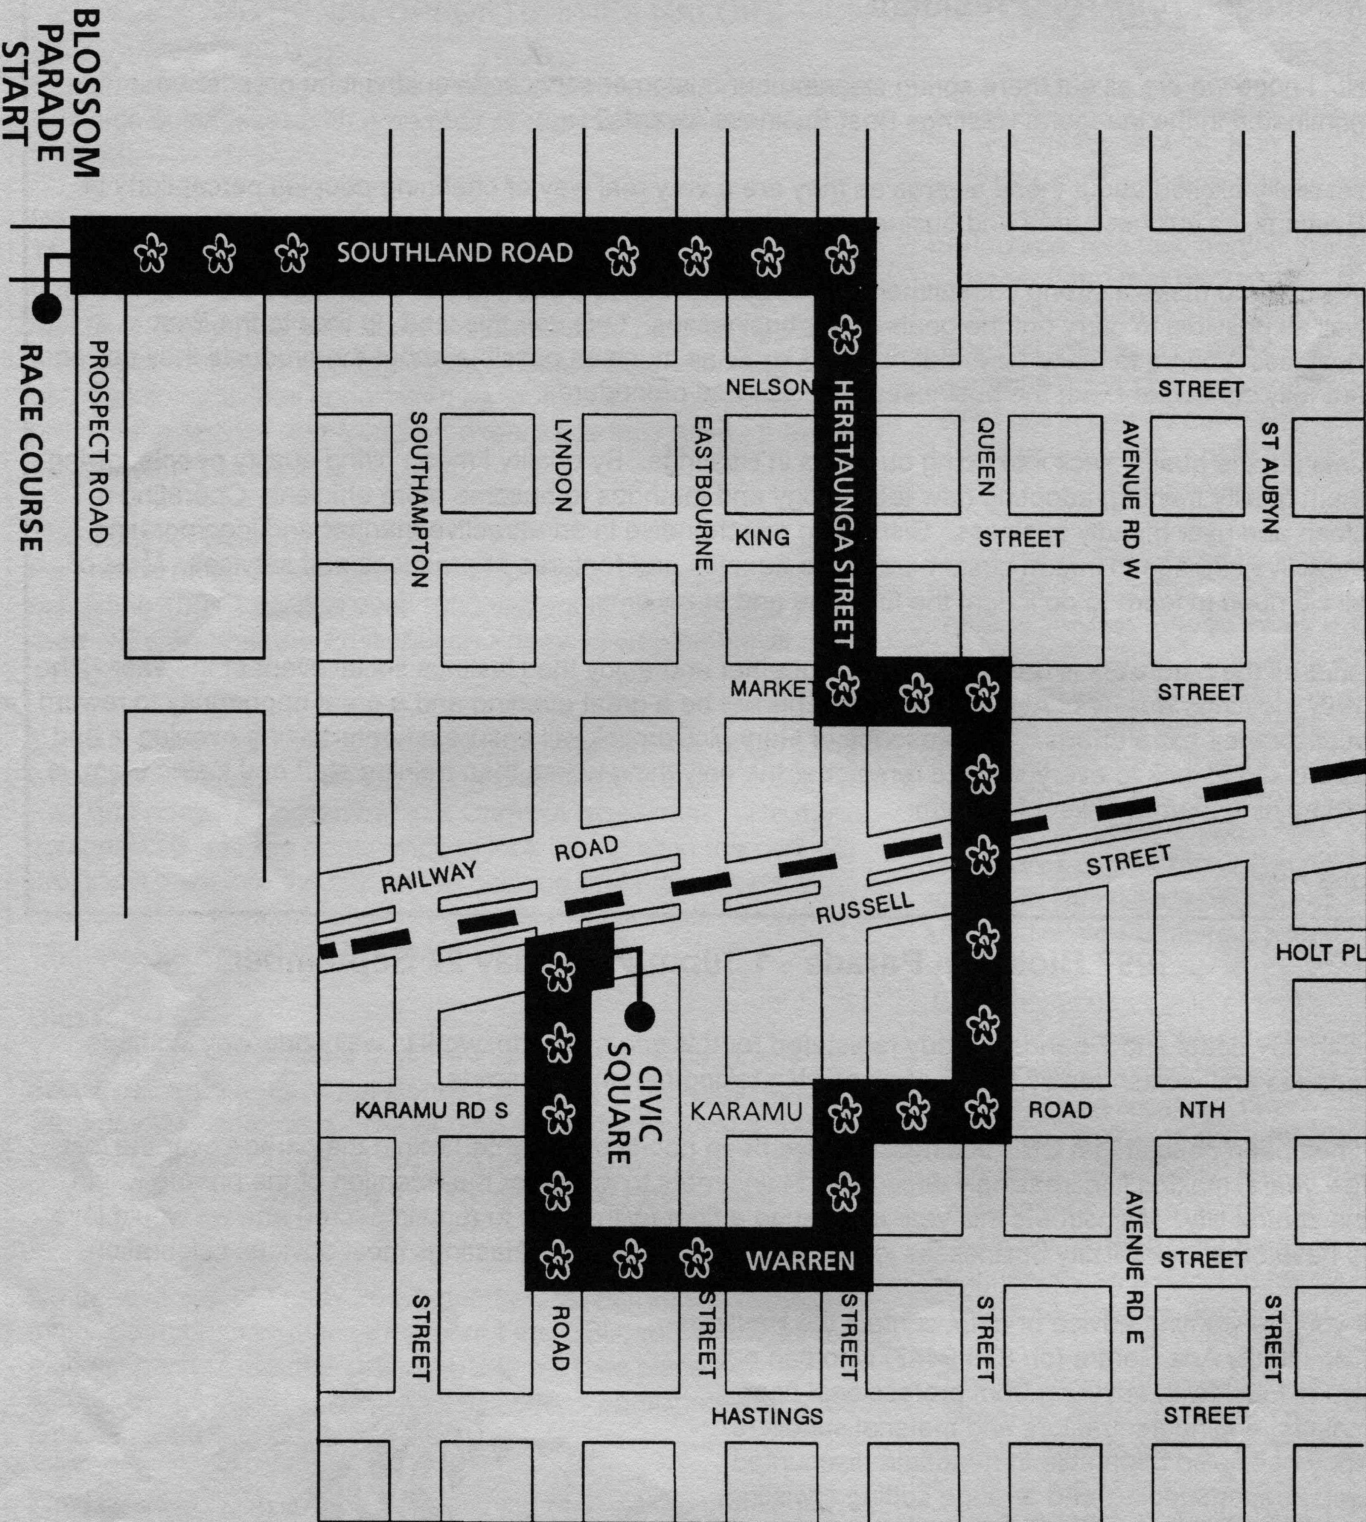 BLOSSOM
PARADE
START
SOUTHLAND ROAD
RACE COURSE
PROSPECT ROAD
NELSON
STREET
HERETAUNGA STREET
SOUTHAMPTON
LYNDON
EASTBOURNE
QUEEN
AVENUE RD W
ST AUBYN
KING
STREET
MARKET
STREET
RAILWAY
ROAD
RUSSELL
STREET
HOLT PL
CIVIC
SQUARE
KARAMU RD S
KARAMU
ROAD
NTH
WARREN
STREET
AVENUE RD E
STREET
ROAD
STREET
STREET
STREET
STREET
HASTINGS
STREET